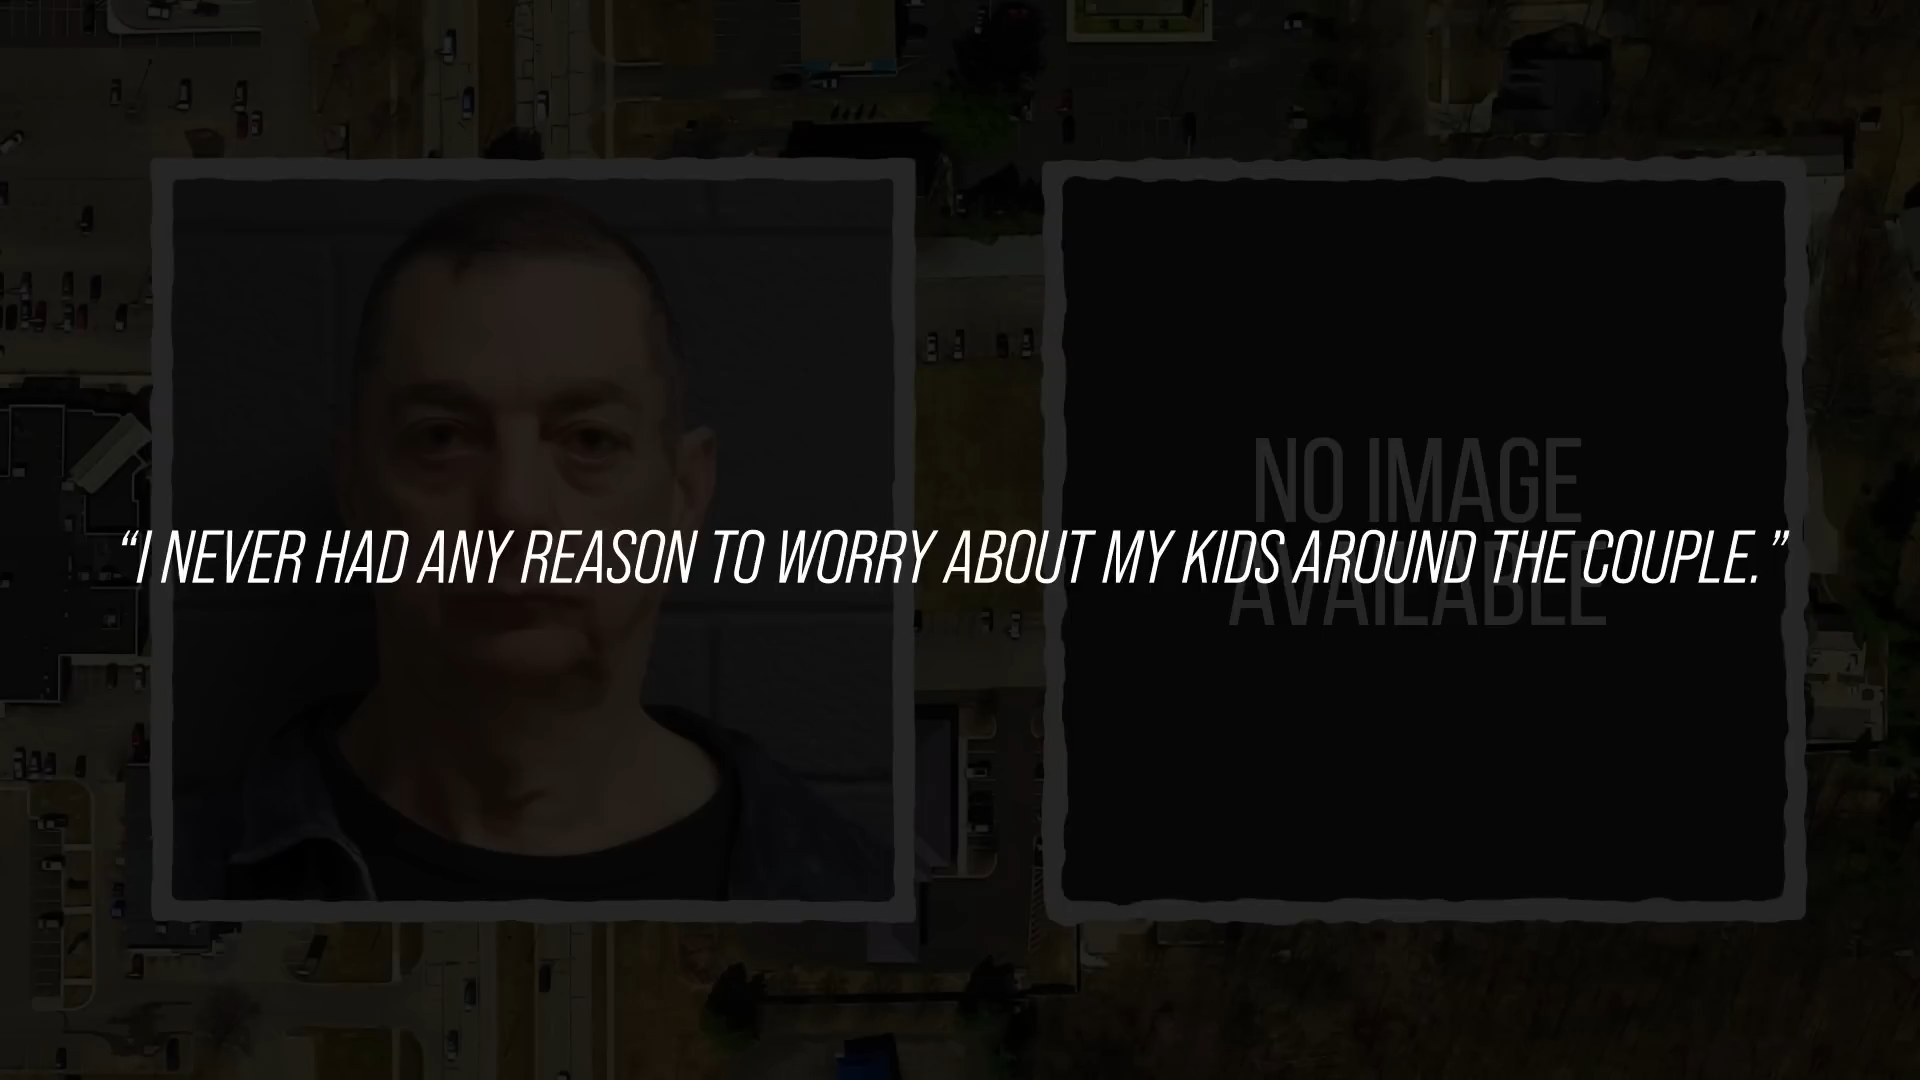 NO IMAGE
“I NEVER HAD ANY REASON TO WORRY ABOUT MY KIDS AROUND THE COUPLE.”
AVAILABLE